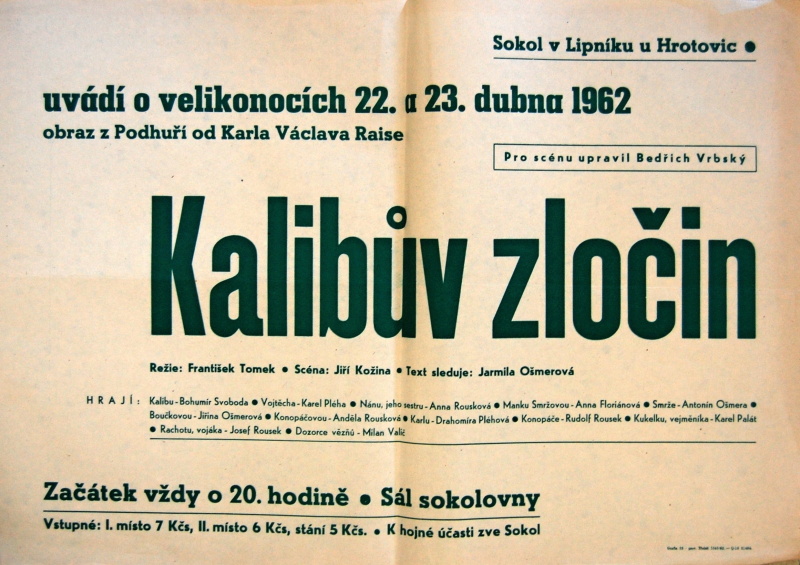 Sokol v Lipníku u Hrotovic ●
uvádí o velikonocích 22. a 23. dubna 1962
obraz z Podhuří od Karla Václava Raise
Pro scénu upravil Bedřich Vrbský
Kalibův zločin
Režie: František Tomek ● Scéna: Jiří Kožina ● Text sleduje: Jarmila Ošmerová
HRAJÍ: Kalibu - Bohumír Svoboda ● Vojtěcha - Karel Pléha ● Nánu, jeho sestru - Anna Rousková ● Manku Smržovou - Anna Floriánová ● Smrže - Antonín Ošmera ●
Boučkovou - Jiřina Ošmerová ● Konopáčovou - Anděla Rousková ● Karlu - Drahomíra Pléhová ● Konopáče - Rudolf Rousek ● Kukelku, vejměníka - Karel Palát
● Rachotu, vojáka - Josef Rousek ● Dozorce vězňů - Milan Valič
Začátek vždy o 20. hodině ● Sál sokolovny
Vstupné: I. místo 7 Kčs, II. místo 6 Kčs, stání 5 Kčs. ● K hojné účasti zve Sokol